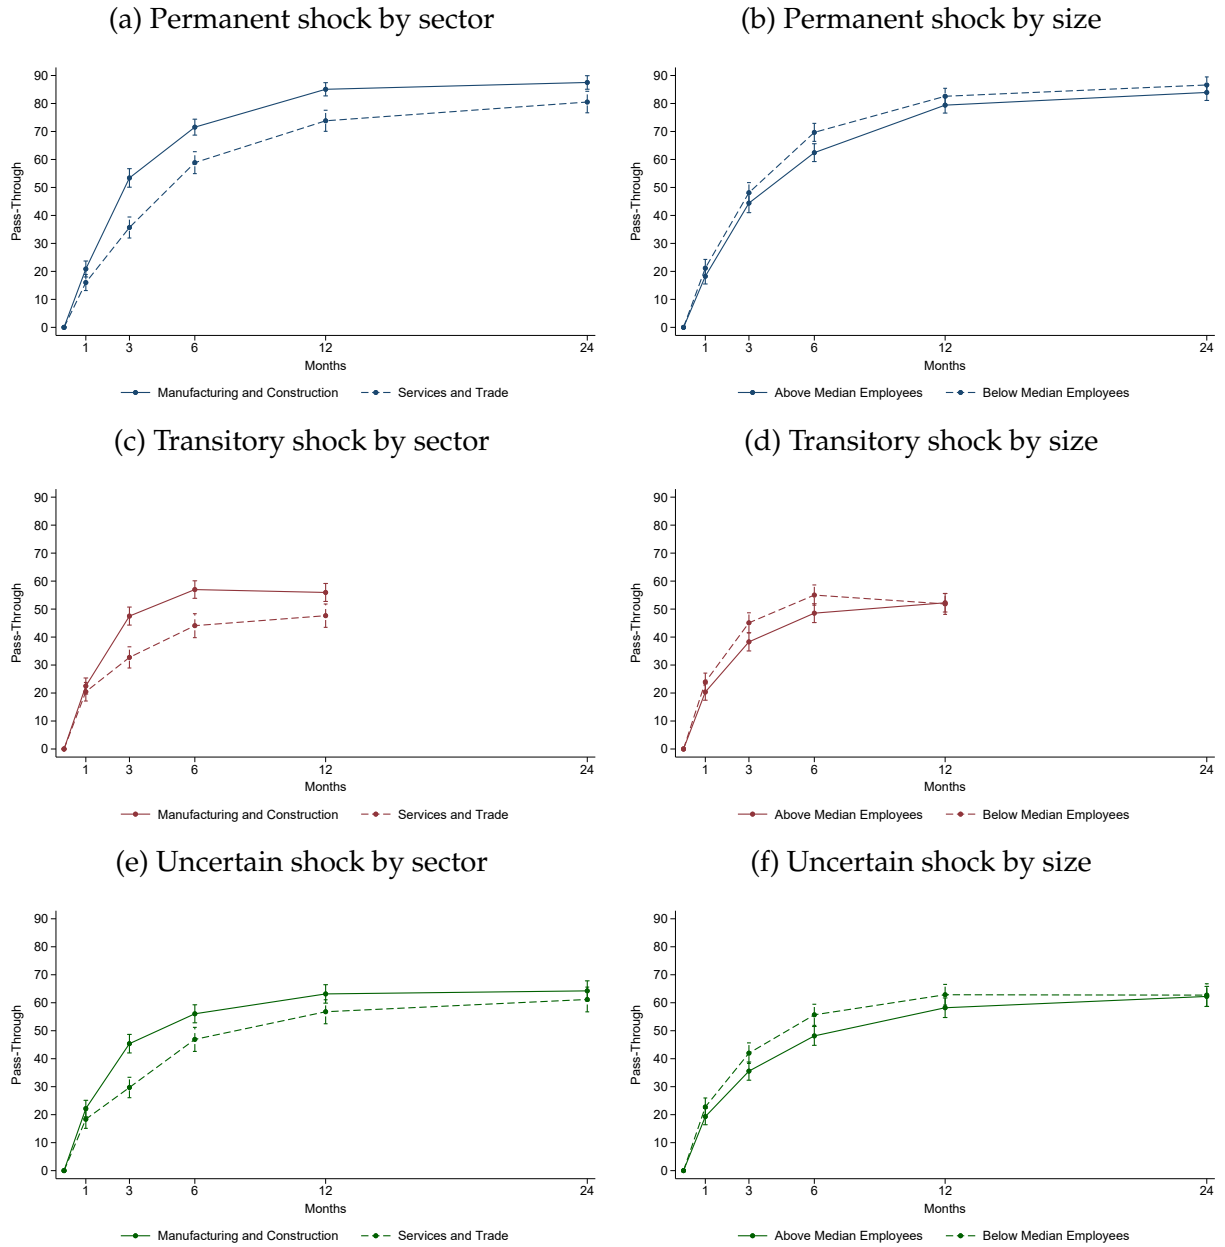 (a) Permanent shock by sector
90
80
70
60
50
40
30
20
10
0
Pass-Through
1 3 6 12 24
Months
Manufacturing and Construction Services and Trade
(b) Permanent shock by size
90
80
70
60
50
40
30
20
10
0
Pass-Through
1 3 6 12 24
Months
Above Median Employees Below Median Employees
(c) Transitory shock by sector
90
80
70
60
50
40
30
20
10
0
Pass-Through
1 3 6 12 24
Months
Manufacturing and Construction Services and Trade
(d) Transitory shock by size
90
80
70
60
50
40
30
20
10
0
Pass-Through
1 3 6 12 24
Months
Above Median Employees Below Median Employees
(e) Uncertain shock by sector
90
80
70
60
50
40
30
20
10
0
Pass-Through
1 3 6 12 24
Months
Manufacturing and Construction Services and Trade
(f) Uncertain shock by size
90
80
70
60
50
40
30
20
10
0
Pass-Through
1 3 6 12 24
Months
Above Median Employees Below Median Employees